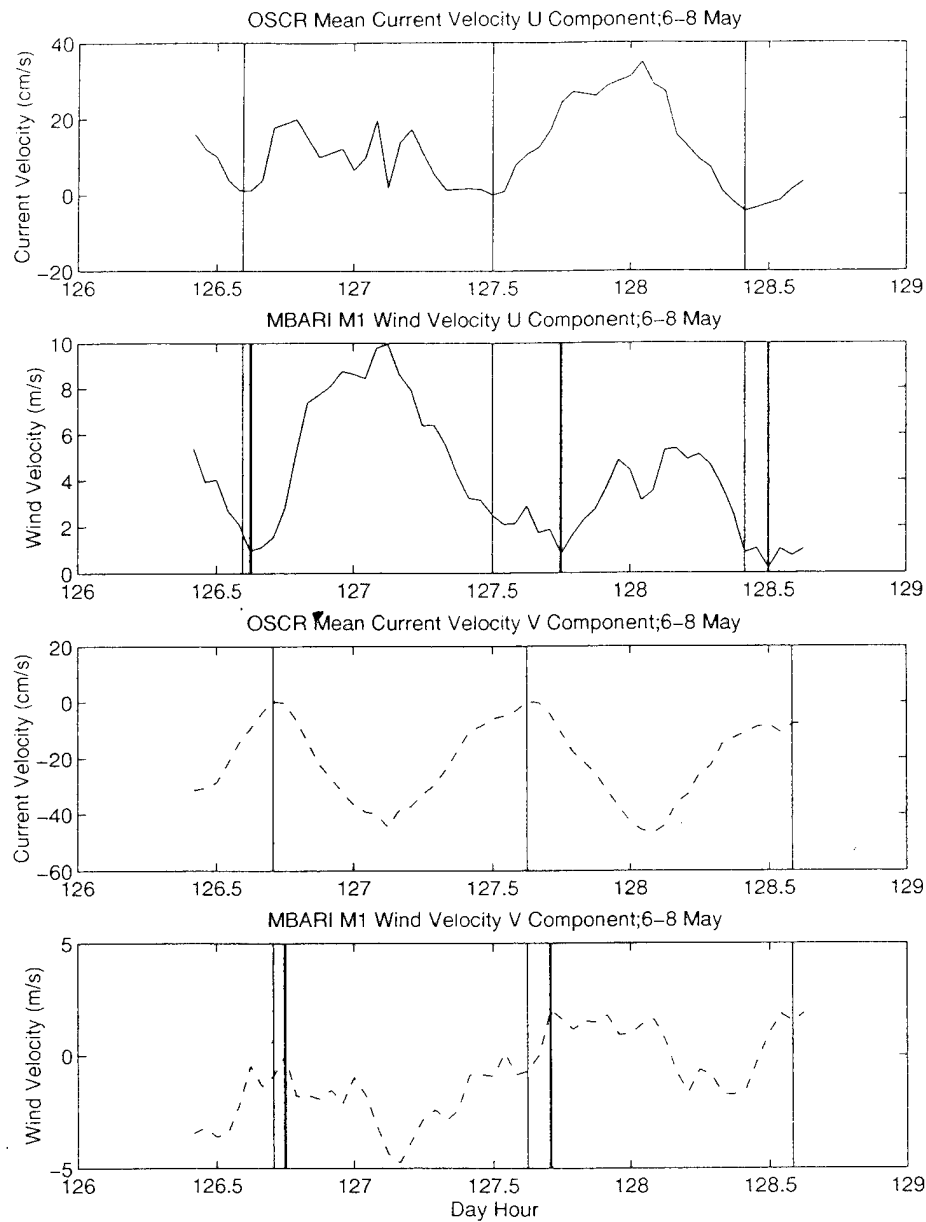 OSCR Mean Current Velocity U Component;6–8 May
40
20
0
–20
Current Velocity (cm/s)
126 126.5 127 127.5 128 128.5 129
MBARI M1 Wind Velocity U Component;6–8 May
10
8
6
4
2
0
Wind Velocity (m/s)
126 126.5 127 127.5 128 128.5 129
OSCR Mean Current Velocity V Component;6–8 May
20
0
–20
–40
–60
Current Velocity (cm/s)
126 126.5 127 127.5 128 128.5 129
MBARI M1 Wind Velocity V Component;6–8 May
5
0
–5
Wind Velocity (m/s)
126 126.5 127 127.5 128 128.5 129
Day Hour